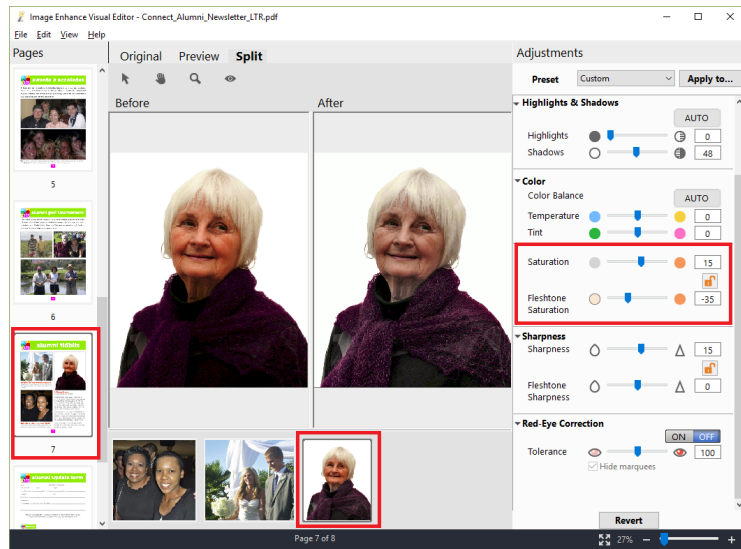 Image Enhance Visual Editor - Connect_Alumni_Newsletter_LTR.pdf
File Edit View Help
Pages
Original Preview Split
Adjustments
Preset Custom Apply to...
Before After
Highlights & Shadows
AUTO
Highlights 0
Shadows 48
Color
Color Balance AUTO
Temperature 0
Tint 0
Saturation 15
Fleshtone Saturation -35
Sharpness
Sharpness 15
Fleshtone Sharpness 0
Red-Eye Correction
ON OFF
Tolerance 100
Hide marquees
Revert
5
alumni golf tournament
6
alumni tidbits
7
alumni update form
Page 7 of 8
27%